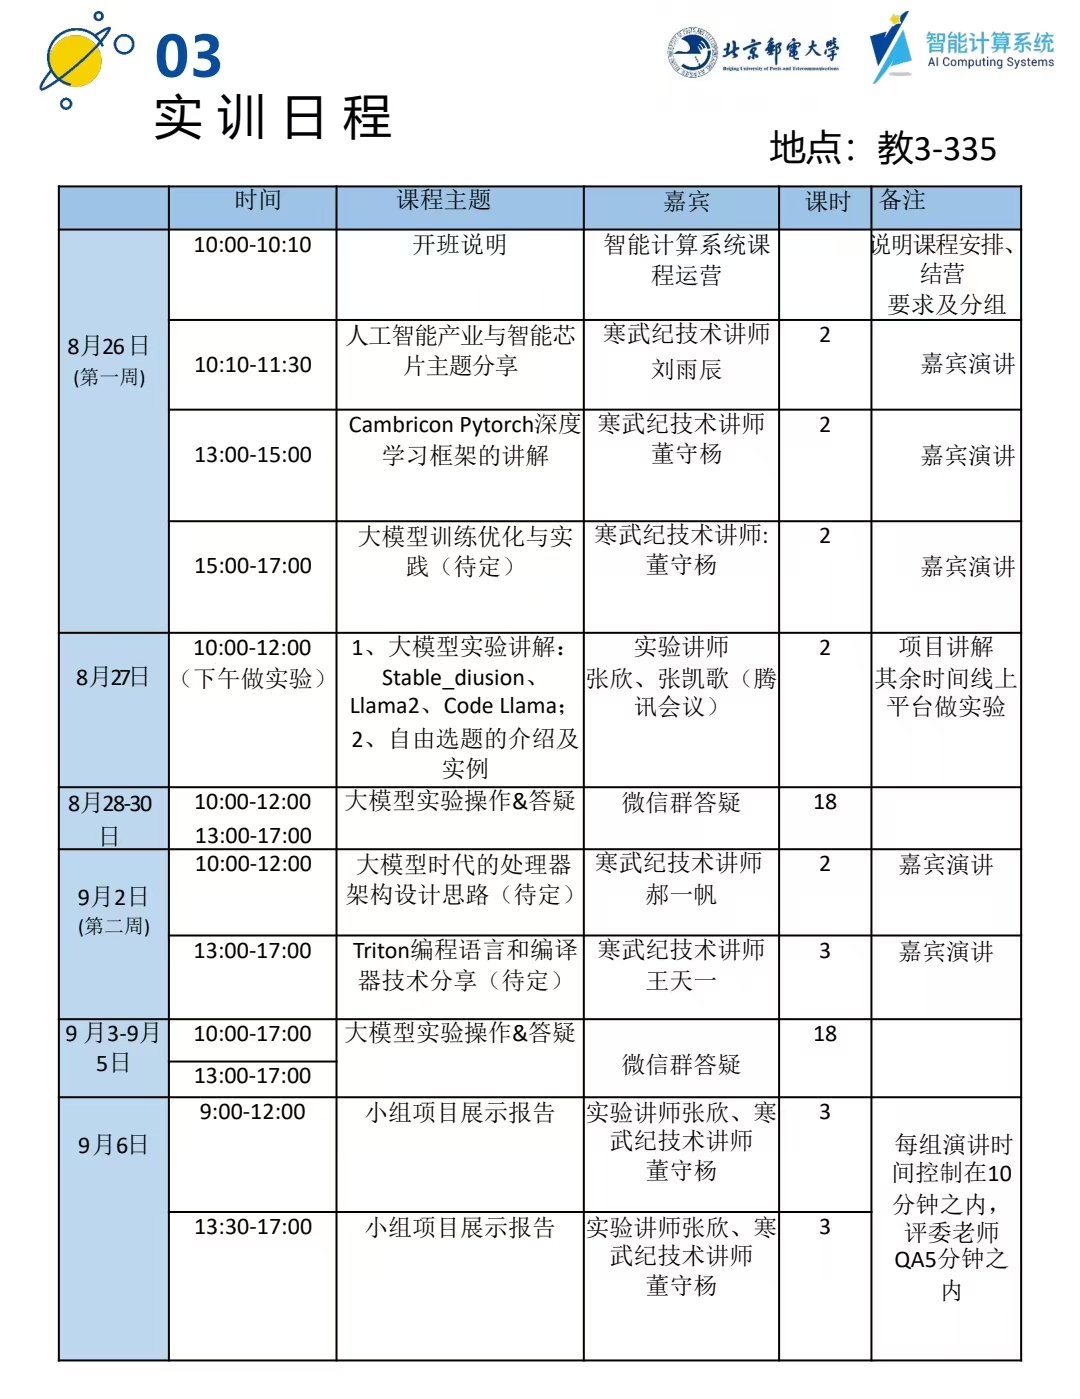 03
实训日程
北京邮电大学
Beijing University of Posts and Telecommunications
智能计算系统
AI Computing Systems
地点：教3-335
时间 课程主题 嘉宾 课时 备注
8月26日
(第一周)
10:00-10:10
开班说明
智能计算系统课
程运营
说明课程安排、
结营
要求及分组
10:10-11:30
人工智能产业与智能芯
片主题分享
寒武纪技术讲师
刘雨辰
2
嘉宾演讲
13:00-15:00
Cambricon Pytorch深度
学习框架的讲解
寒武纪技术讲师
董守杨
2
嘉宾演讲
15:00-17:00
大模型训练优化与实
践（待定）
寒武纪技术讲师:
董守杨
2
嘉宾演讲
8月27日
10:00-12:00
（下午做实验）
1、大模型实验讲解：
Stable_diusion、
Llama2、Code Llama；
2、自由选题的介绍及
实例
实验讲师
张欣、张凯歌（腾
讯会议）
2
项目讲解
其余时间线上
平台做实验
8月28-30
日
10:00-12:00
13:00-17:00
大模型实验操作&答疑
微信群答疑
18
9月2日
(第二周)
10:00-12:00
大模型时代的处理器
架构设计思路（待定）
寒武纪技术讲师
郝一帆
2
嘉宾演讲
13:00-17:00
Triton编程语言和编译
器技术分享（待定）
寒武纪技术讲师
王天一
3
嘉宾演讲
9 月3-9月
5日
10:00-17:00
13:00-17:00
大模型实验操作&答疑
微信群答疑
18
9月6日
9:00-12:00
小组项目展示报告
实验讲师张欣、寒
武纪技术讲师
董守杨
3
每组演讲时
间控制在10
分钟之内，
评委老师
QA5分钟之
内
13:30-17:00
小组项目展示报告
实验讲师张欣、寒
武纪技术讲师
董守杨
3